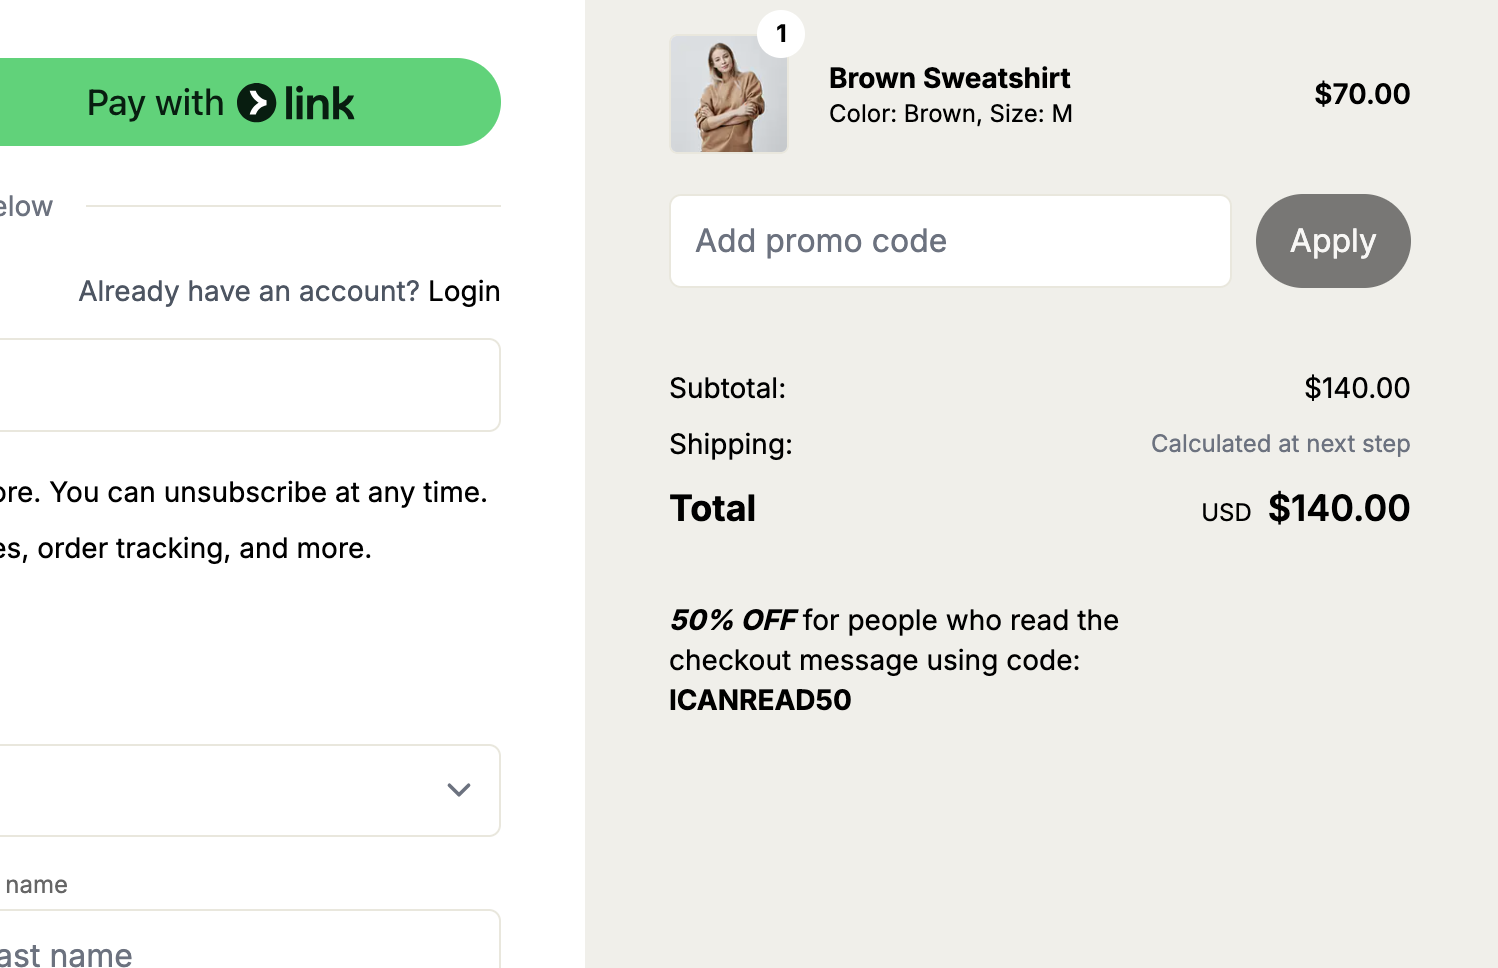 Pay with link
elow
Already have an account? Login
ore. You can unsubscribe at any time.
es, order tracking, and more.
name
ast name
1
Brown Sweatshirt
Color: Brown, Size: M
$70.00
Add promo code
Apply
Subtotal: $140.00
Shipping: Calculated at next step
Total USD $140.00
50% OFF for people who read the
checkout message using code:
ICANREAD50